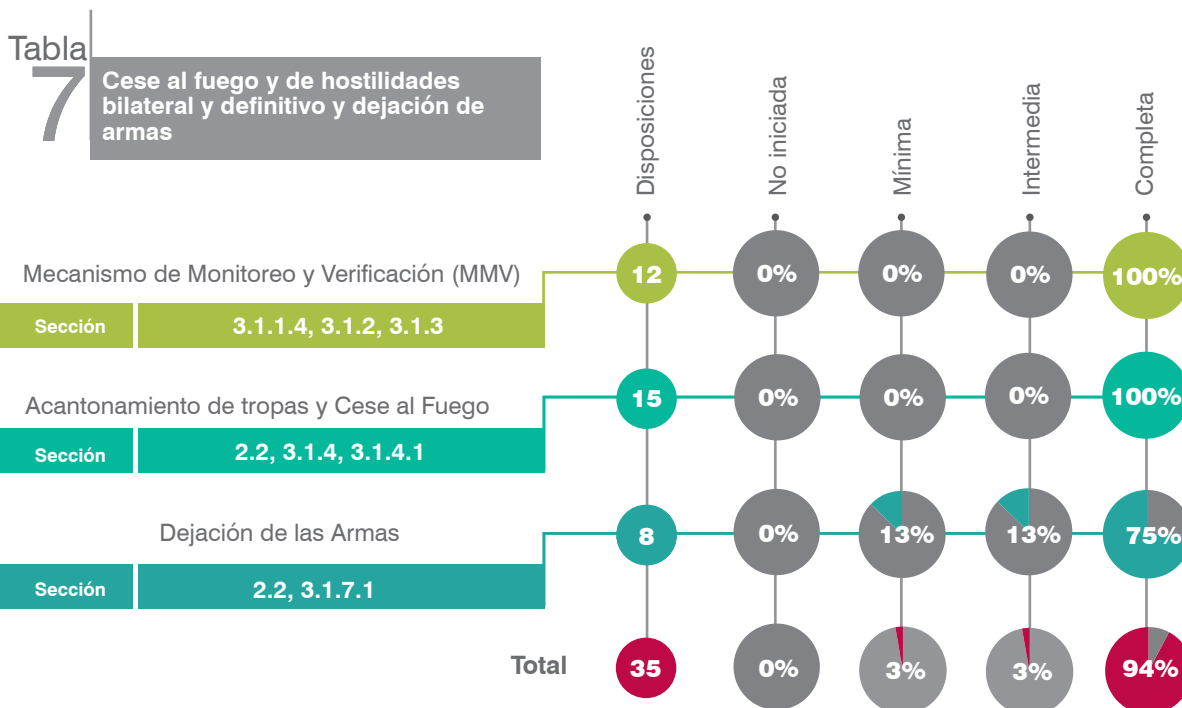 Tabla
7
Cese al fuego y de hostilidades
bilateral y definitivo y dejación de
armas
Disposiciones
No iniciada
Mínima
Intermedia
Completa
Mecanismo de Monitoreo y Verificación (MMV)
12 0% 0% 0% 100%
Sección 3.1.1.4, 3.1.2, 3.1.3
Acantonamiento de tropas y Cese al Fuego
15 0% 0% 0% 100%
Sección 2.2, 3.1.4, 3.1.4.1
Dejación de las Armas
8 0% 13% 13% 75%
Sección 2.2, 3.1.7.1
Total 35 0% 3% 3% 94%